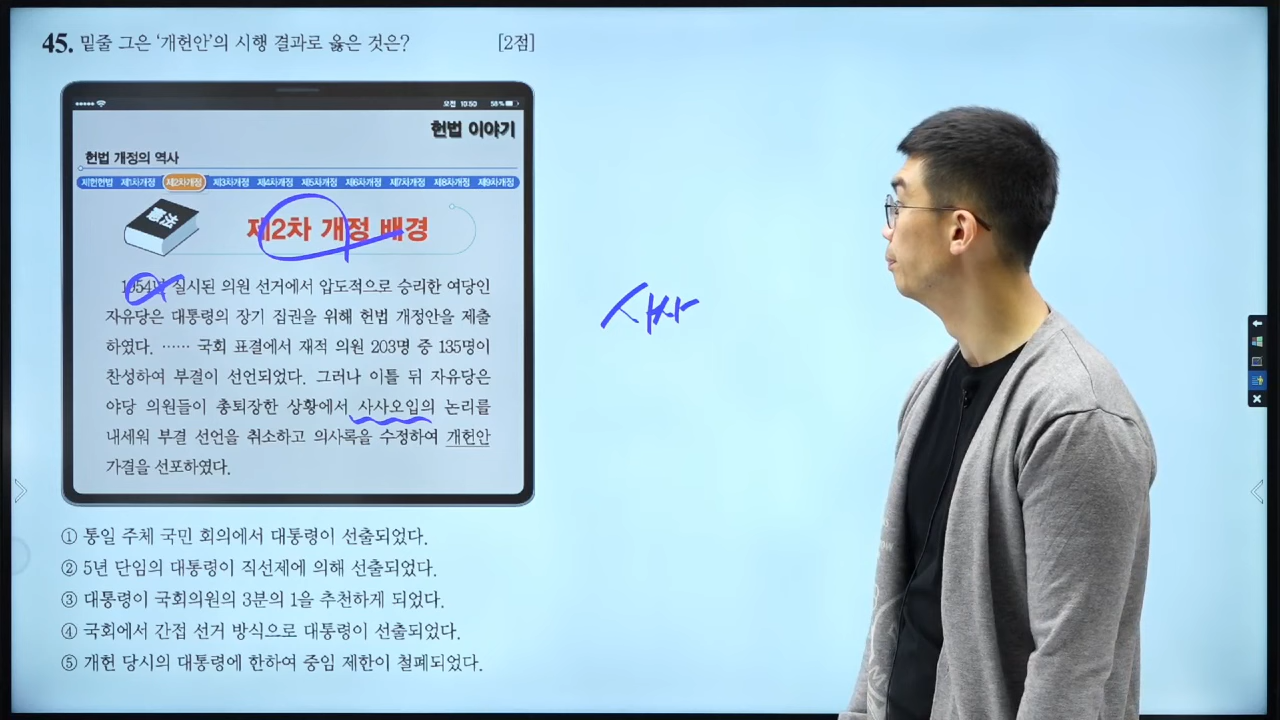 45. 밑줄 그은 '개헌안'의 시행 결과로 옳은 것은? [2점]
오전 10:50 58%
헌법 이야기
헌법 개정의 역사
제헌헌법 제1차개정 제2차개정 제3차개정 제4차개정 제5차개정 제6차개정 제7차개정 제8차개정 제9차개정
憲法
제2차 개정 배경
1954년 실시된 의원 선거에서 압도적으로 승리한 여당인
자유당은 대통령의 장기 집권을 위해 헌법 개정안을 제출
하였다. …… 국회 표결에서 재적 의원 203명 중 135명이
찬성하여 부결이 선언되었다. 그러나 이틀 뒤 자유당은
야당 의원들이 총퇴장한 상황에서 사사오입의 논리를
내세워 부결 선언을 취소하고 의사록을 수정하여 개헌안
가결을 선포하였다.
사사
① 통일 주체 국민 회의에서 대통령이 선출되었다.
② 5년 단임의 대통령이 직선제에 의해 선출되었다.
③ 대통령이 국회의원의 3분의 1을 추천하게 되었다.
④ 국회에서 간접 선거 방식으로 대통령이 선출되었다.
⑤ 개헌 당시의 대통령에 한하여 중임 제한이 철폐되었다.